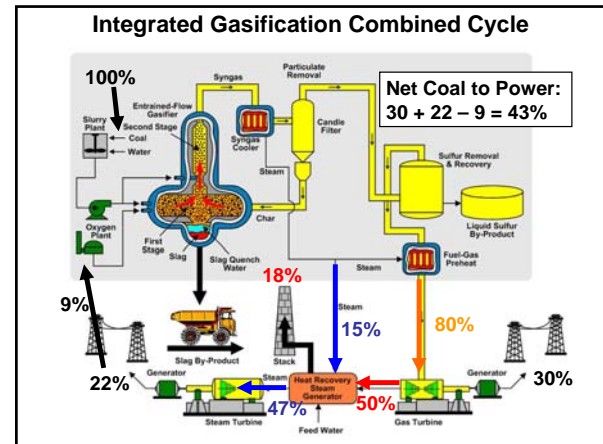 Integrated Gasification Combined Cycle
100%
Syngas
Particulate
Removal
Net Coal to Power:
30 + 22 – 9 = 43%
Entrained-Flow
Gasifier
Second Stage
Slurry
Plant
Coal
Water
Syngas
Cooler
Candle
Filter
Steam
Sulfur Removal
& Recovery
Oxygen
Plant
Char
Liquid Sulfur
By-Product
First
Stage
Slag
Slag Quench
Water
Steam
Fuel-Gas
Preheat
18%
9%
Steam
15%
80%
Slag By-Product
Stack
Generator
22%
Steam
Heat Recovery
Steam
Generator
Generator
30%
47%
50%
Steam Turbine
Feed Water
Gas Turbine